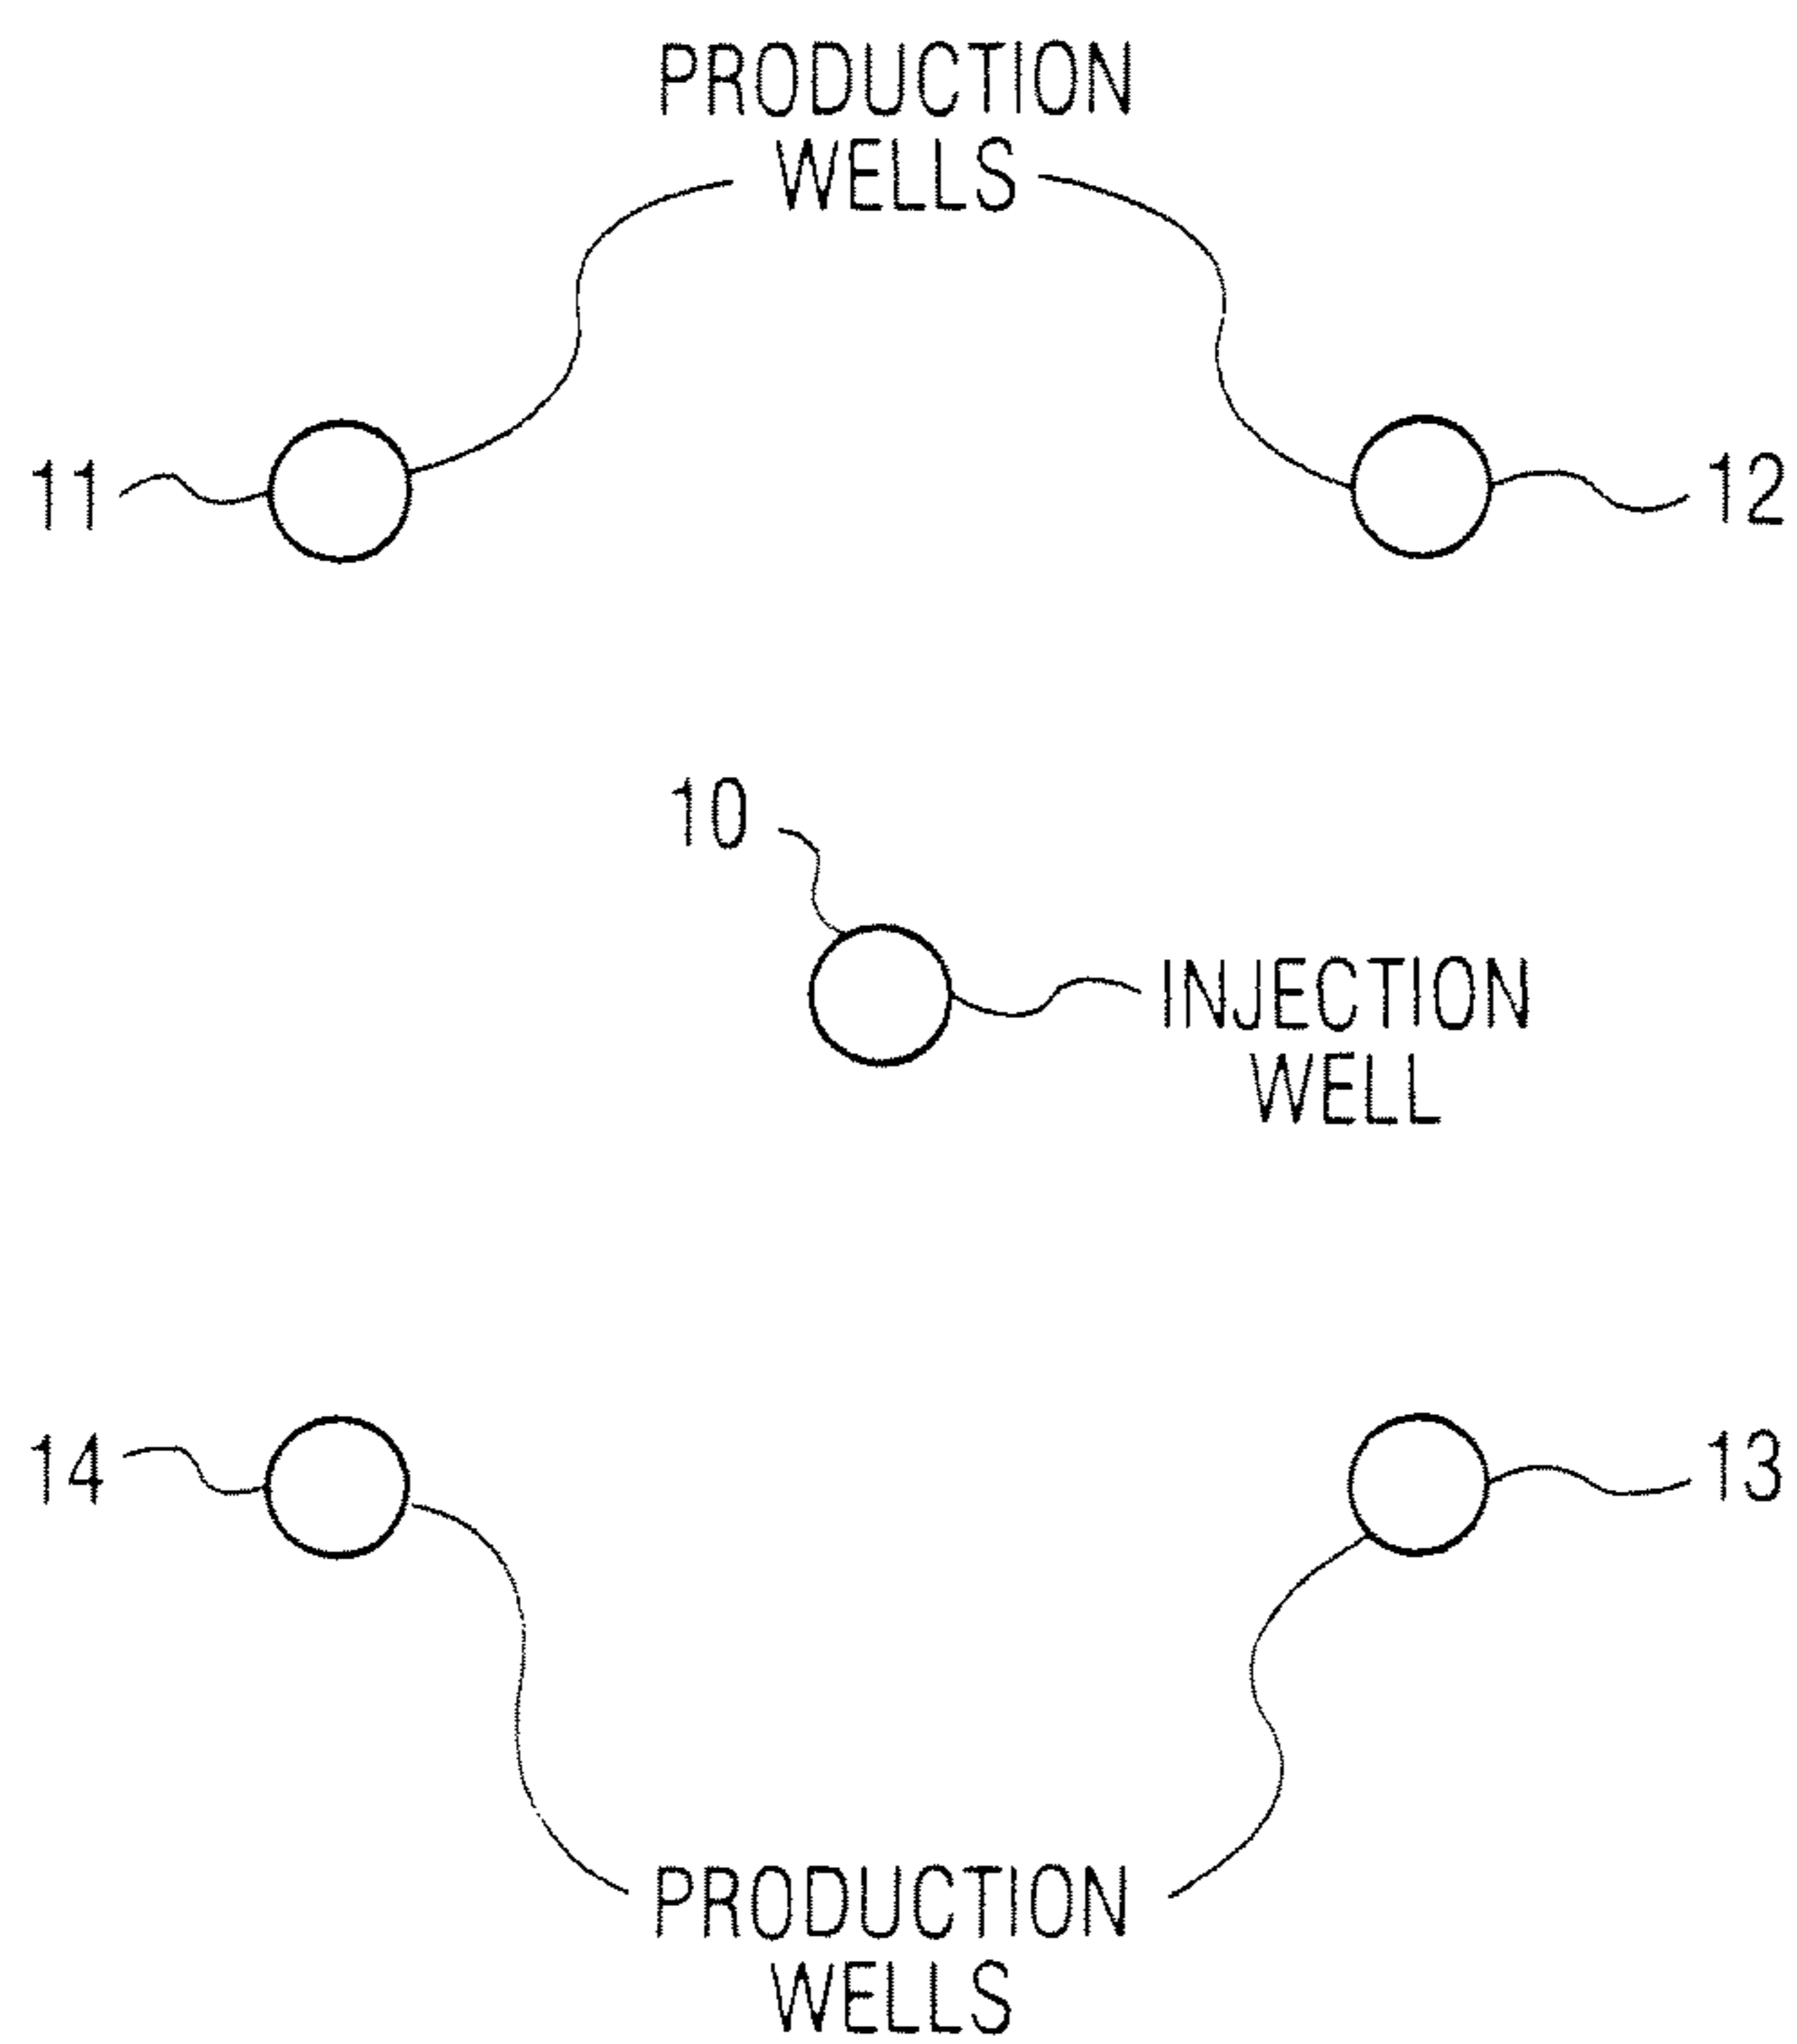 PRODUCTION
WELLS
11
12
10
INJECTION
WELL
14
13
PRODUCTION
WELLS